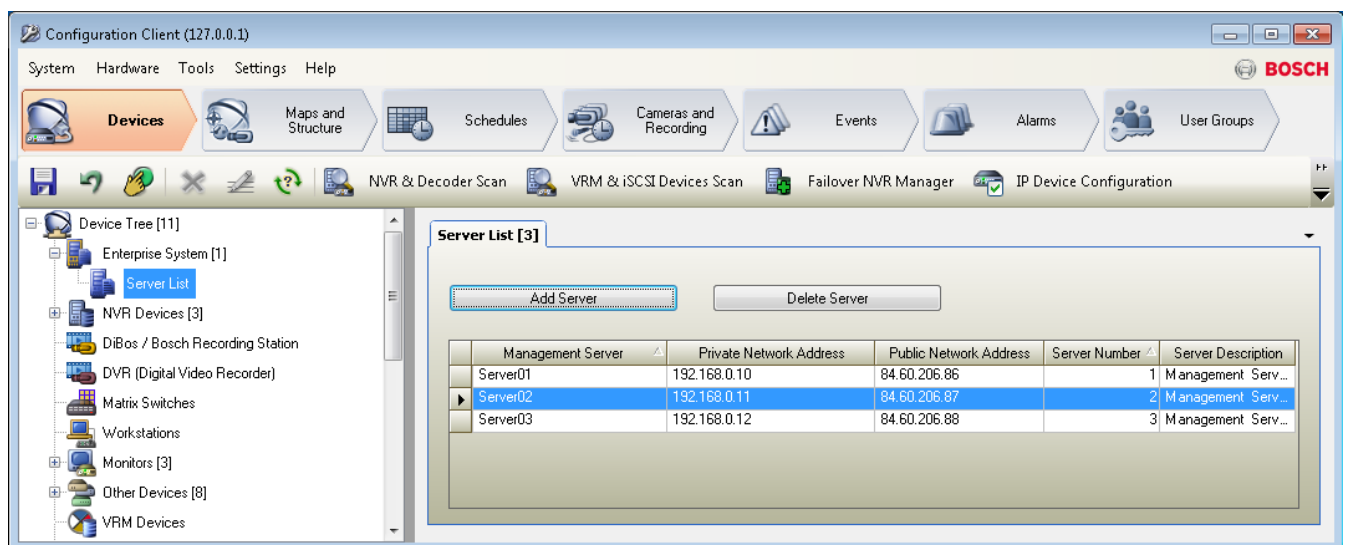 Configuration Client (127.0.0.1)
System Hardware Tools Settings Help
BOSCH
Devices
Maps and Structure
Schedules
Cameras and Recording
Events
Alarms
User Groups
NVR & Decoder Scan VRM & iSCSI Devices Scan Failover NVR Manager IP Device Configuration
Device Tree [11]
Enterprise System [1]
Server List
NVR Devices [3]
DiBos / Bosch Recording Station
DVR (Digital Video Recorder)
Matrix Switches
Workstations
Monitors [3]
Other Devices [8]
VRM Devices
Server List [3]
Add Server Delete Server
Management Server Private Network Address Public Network Address Server Number Server Description
Server01 192.168.0.10 84.60.206.86 1 Management Serv...
Server02 192.168.0.11 84.60.206.87 2 Management Serv...
Server03 192.168.0.12 84.60.206.88 3 Management Serv...